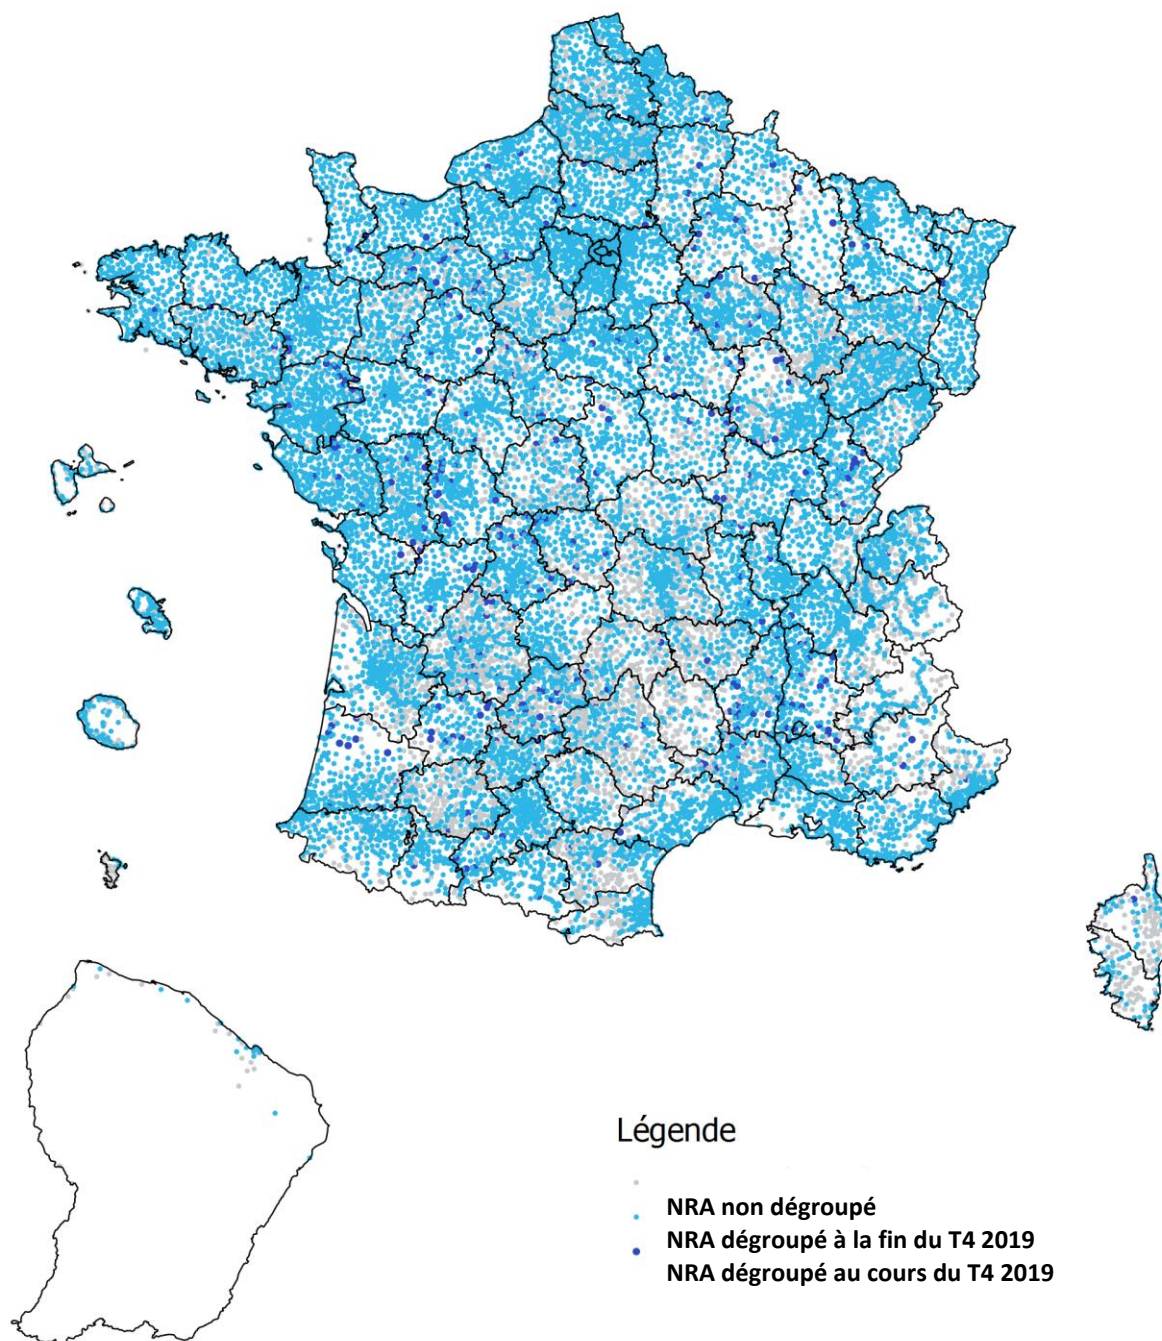 Légende
NRA non dégroupé
NRA dégroupé à la fin du T4 2019
NRA dégroupé au cours du T4 2019